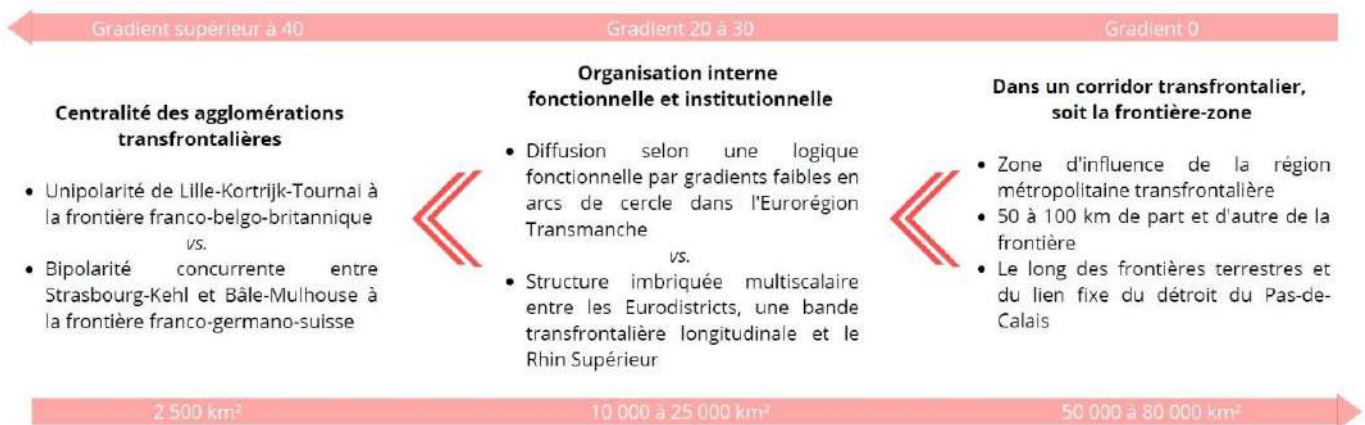 Gradient supérieur à 40
Gradient 20 à 30
Gradient 0
Centralité des agglomérations
transfrontalières
• Unipolarité de Lille-Kortrijk-Tournai à
la frontière franco-belgo-britannique
vs.
• Bipolarité concurrente entre
Strasbourg-Kehl et Bâle-Mulhouse à
la frontière franco-germano-suisse
Organisation interne
fonctionnelle et institutionnelle
• Diffusion selon une logique
fonctionnelle par gradients faibles en
arcs de cercle dans l'Eurorégion
Transmanche
vs.
• Structure imbriquée multiscalaire
entre les Eurodistricts, une bande
transfrontalière longitudinale et le
Rhin Supérieur
Dans un corridor transfrontalier,
soit la frontière-zone
• Zone d'influence de la région
métropolitaine transfrontalière
• 50 à 100 km de part et d'autre de la
frontière
• Le long des frontières terrestres et
du lien fixe du détroit du Pas-de-
Calais
2 500 km²
10 000 à 25 000 km²
50 000 à 80 000 km²